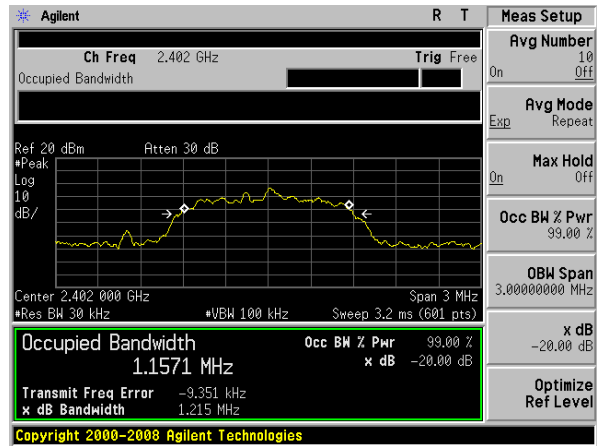 Agilent R T Meas Setup
Ch Freq 2.402 GHz Trig Free
Occupied Bandwidth
Avg Number
10
On Off
Avg Mode
Exp Repeat
Max Hold
On Off
Occ BW % Pwr
99.00 %
OBW Span
3.00000000 MHz
x dB
-20.00 dB
Optimize
Ref Level
Ref 20 dBm Atten 30 dB
#Peak
Log
10
dB/
Center 2.402 000 GHz Span 3 MHz
#Res BW 30 kHz #VBW 100 kHz Sweep 3.2 ms (601 pts)
Occupied Bandwidth Occ BW % Pwr 99.00 %
1.1571 MHz x dB -20.00 dB
Transmit Freq Error -9.351 kHz
x dB Bandwidth 1.215 MHz
Copyright 2000-2008 Agilent Technologies